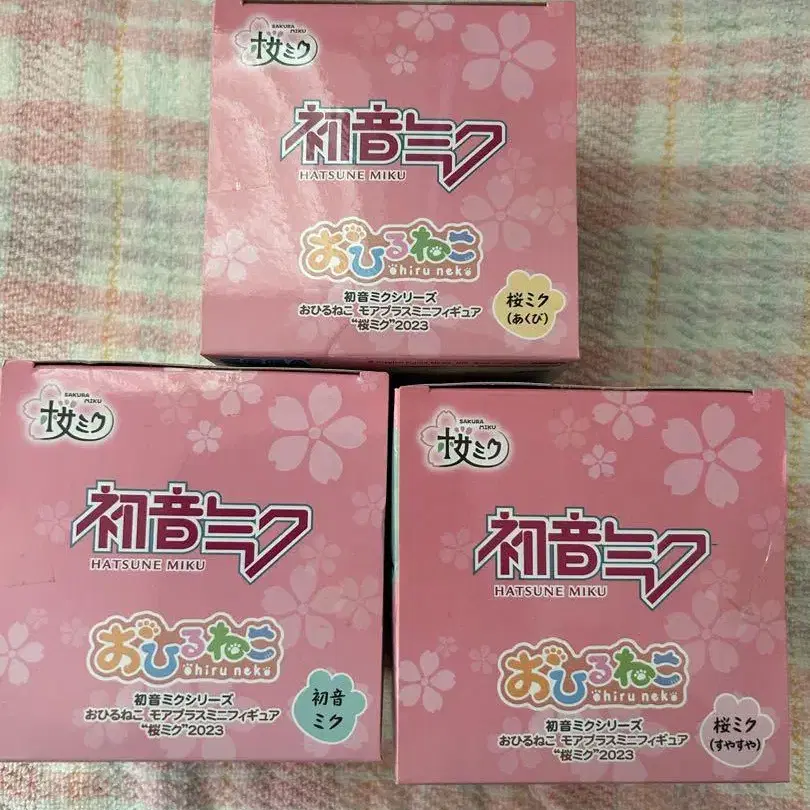 SAKURA
MIKU
桜ミク
初音ミク
HATSUNE MIKU
おひるねこ
Ohiru neko
初音ミクシリーズ
おひるねこ モアプラスミニフィギュア
“桜ミク”2023
桜ミク
(あくび)
SAKURA
MIKU
桜ミク
初音ミク
HATSUNE MIKU
おひるねこ
Ohiru neko
初音ミクシリーズ
おひるねこ モアプラスミニフィギュア
“桜ミク”2023
初音
ミク
SAKURA
MIKU
桜ミク
初音ミク
HATSUNE MIKU
おひるねこ
Ohiru neko
初音ミクシリーズ
おひるねこ モアプラスミニフィギュア
“桜ミク”2023
桜ミク
(すやすや)